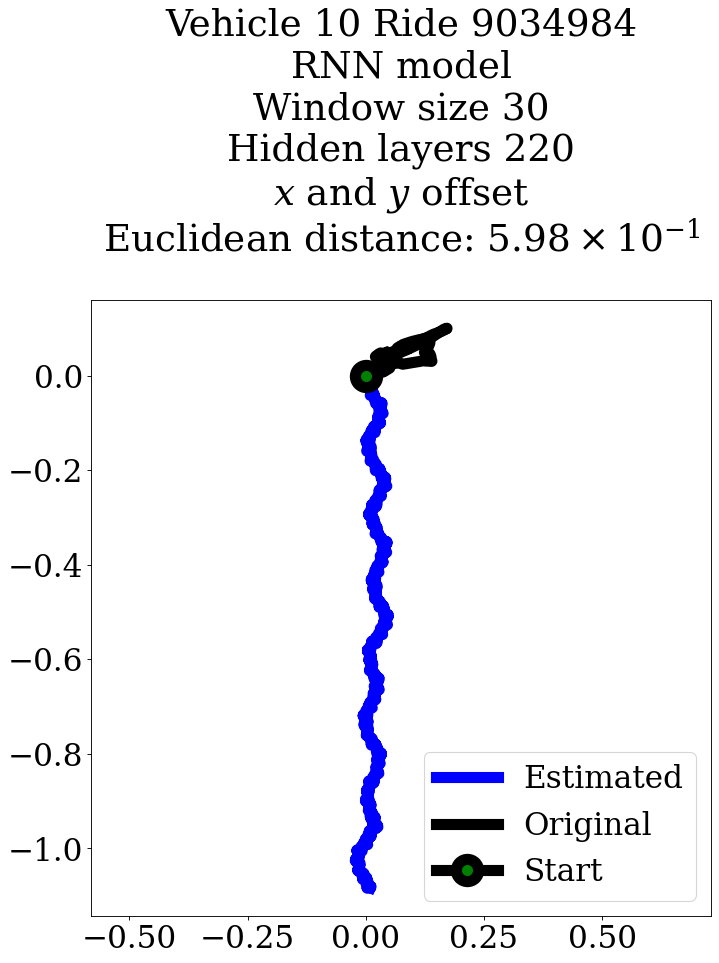 Vehicle 10 Ride 9034984
RNN model
Window size 30
Hidden layers 220
x and y offset
Euclidean distance: 5.98 × 10⁻¹
0.0
−0.2
−0.4
−0.6
−0.8
−1.0
Estimated
Original
Start
−0.50 −0.25 0.00 0.25 0.50